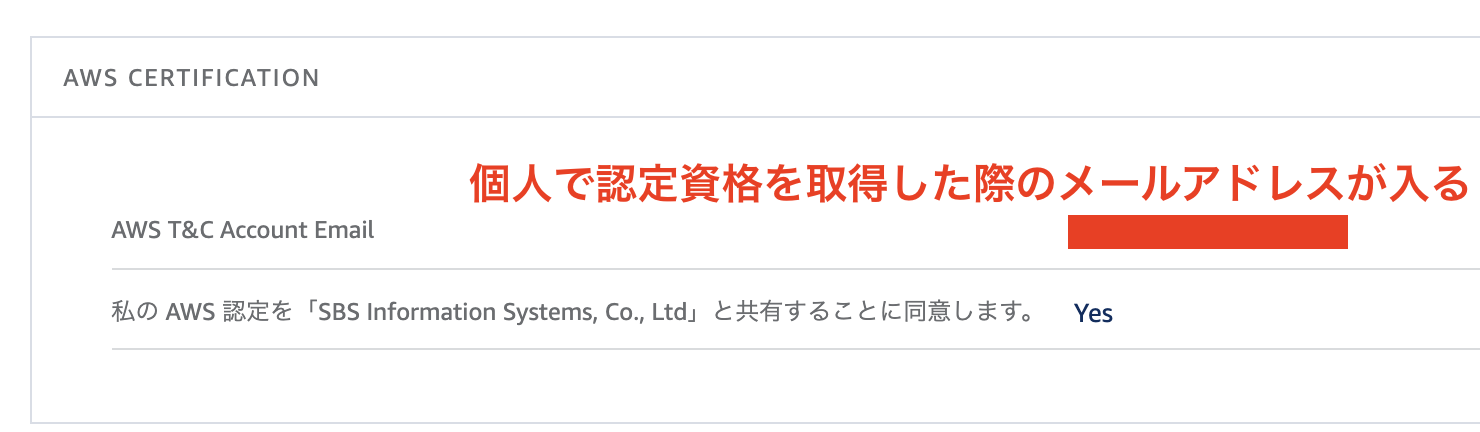 AWS CERTIFICATION
個人で認定資格を取得した際のメールアドレスが入る
AWS T&C Account Email
私の AWS 認定を「SBS Information Systems, Co., Ltd」と共有することに同意します。 Yes